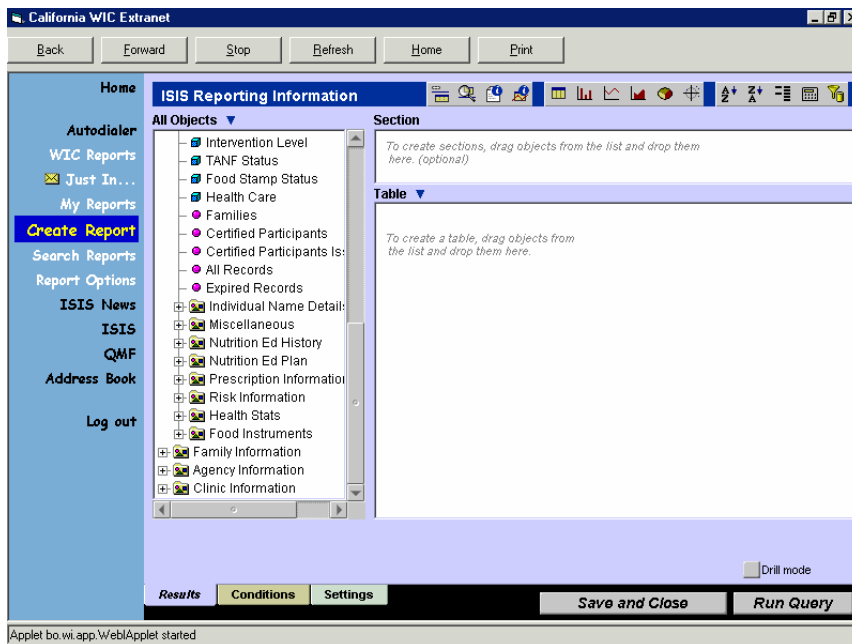 California WIC Extranet
Back Forward Stop Refresh Home Print
Home
Autodialer
WIC Reports
Just In...
My Reports
Create Report
Search Reports
Report Options
ISIS News
ISIS
QMF
Address Book
Log out
ISIS Reporting Information
All Objects
Intervention Level
TANF Status
Food Stamp Status
Health Care
Families
Certified Participants
Certified Participants Is
All Records
Expired Records
Individual Name Detail
Miscellaneous
Nutrition Ed History
Nutrition Ed Plan
Prescription Information
Risk Information
Health Stats
Food Instruments
Family Information
Agency Information
Clinic Information
Section
To create sections, drag objects from the list and drop them
here. (optional)
Table
To create a table, drag objects from
the list and drop them here.
Drill mode
Results Conditions Settings
Save and Close Run Query
Applet bo.wi.app.WebIApplet started